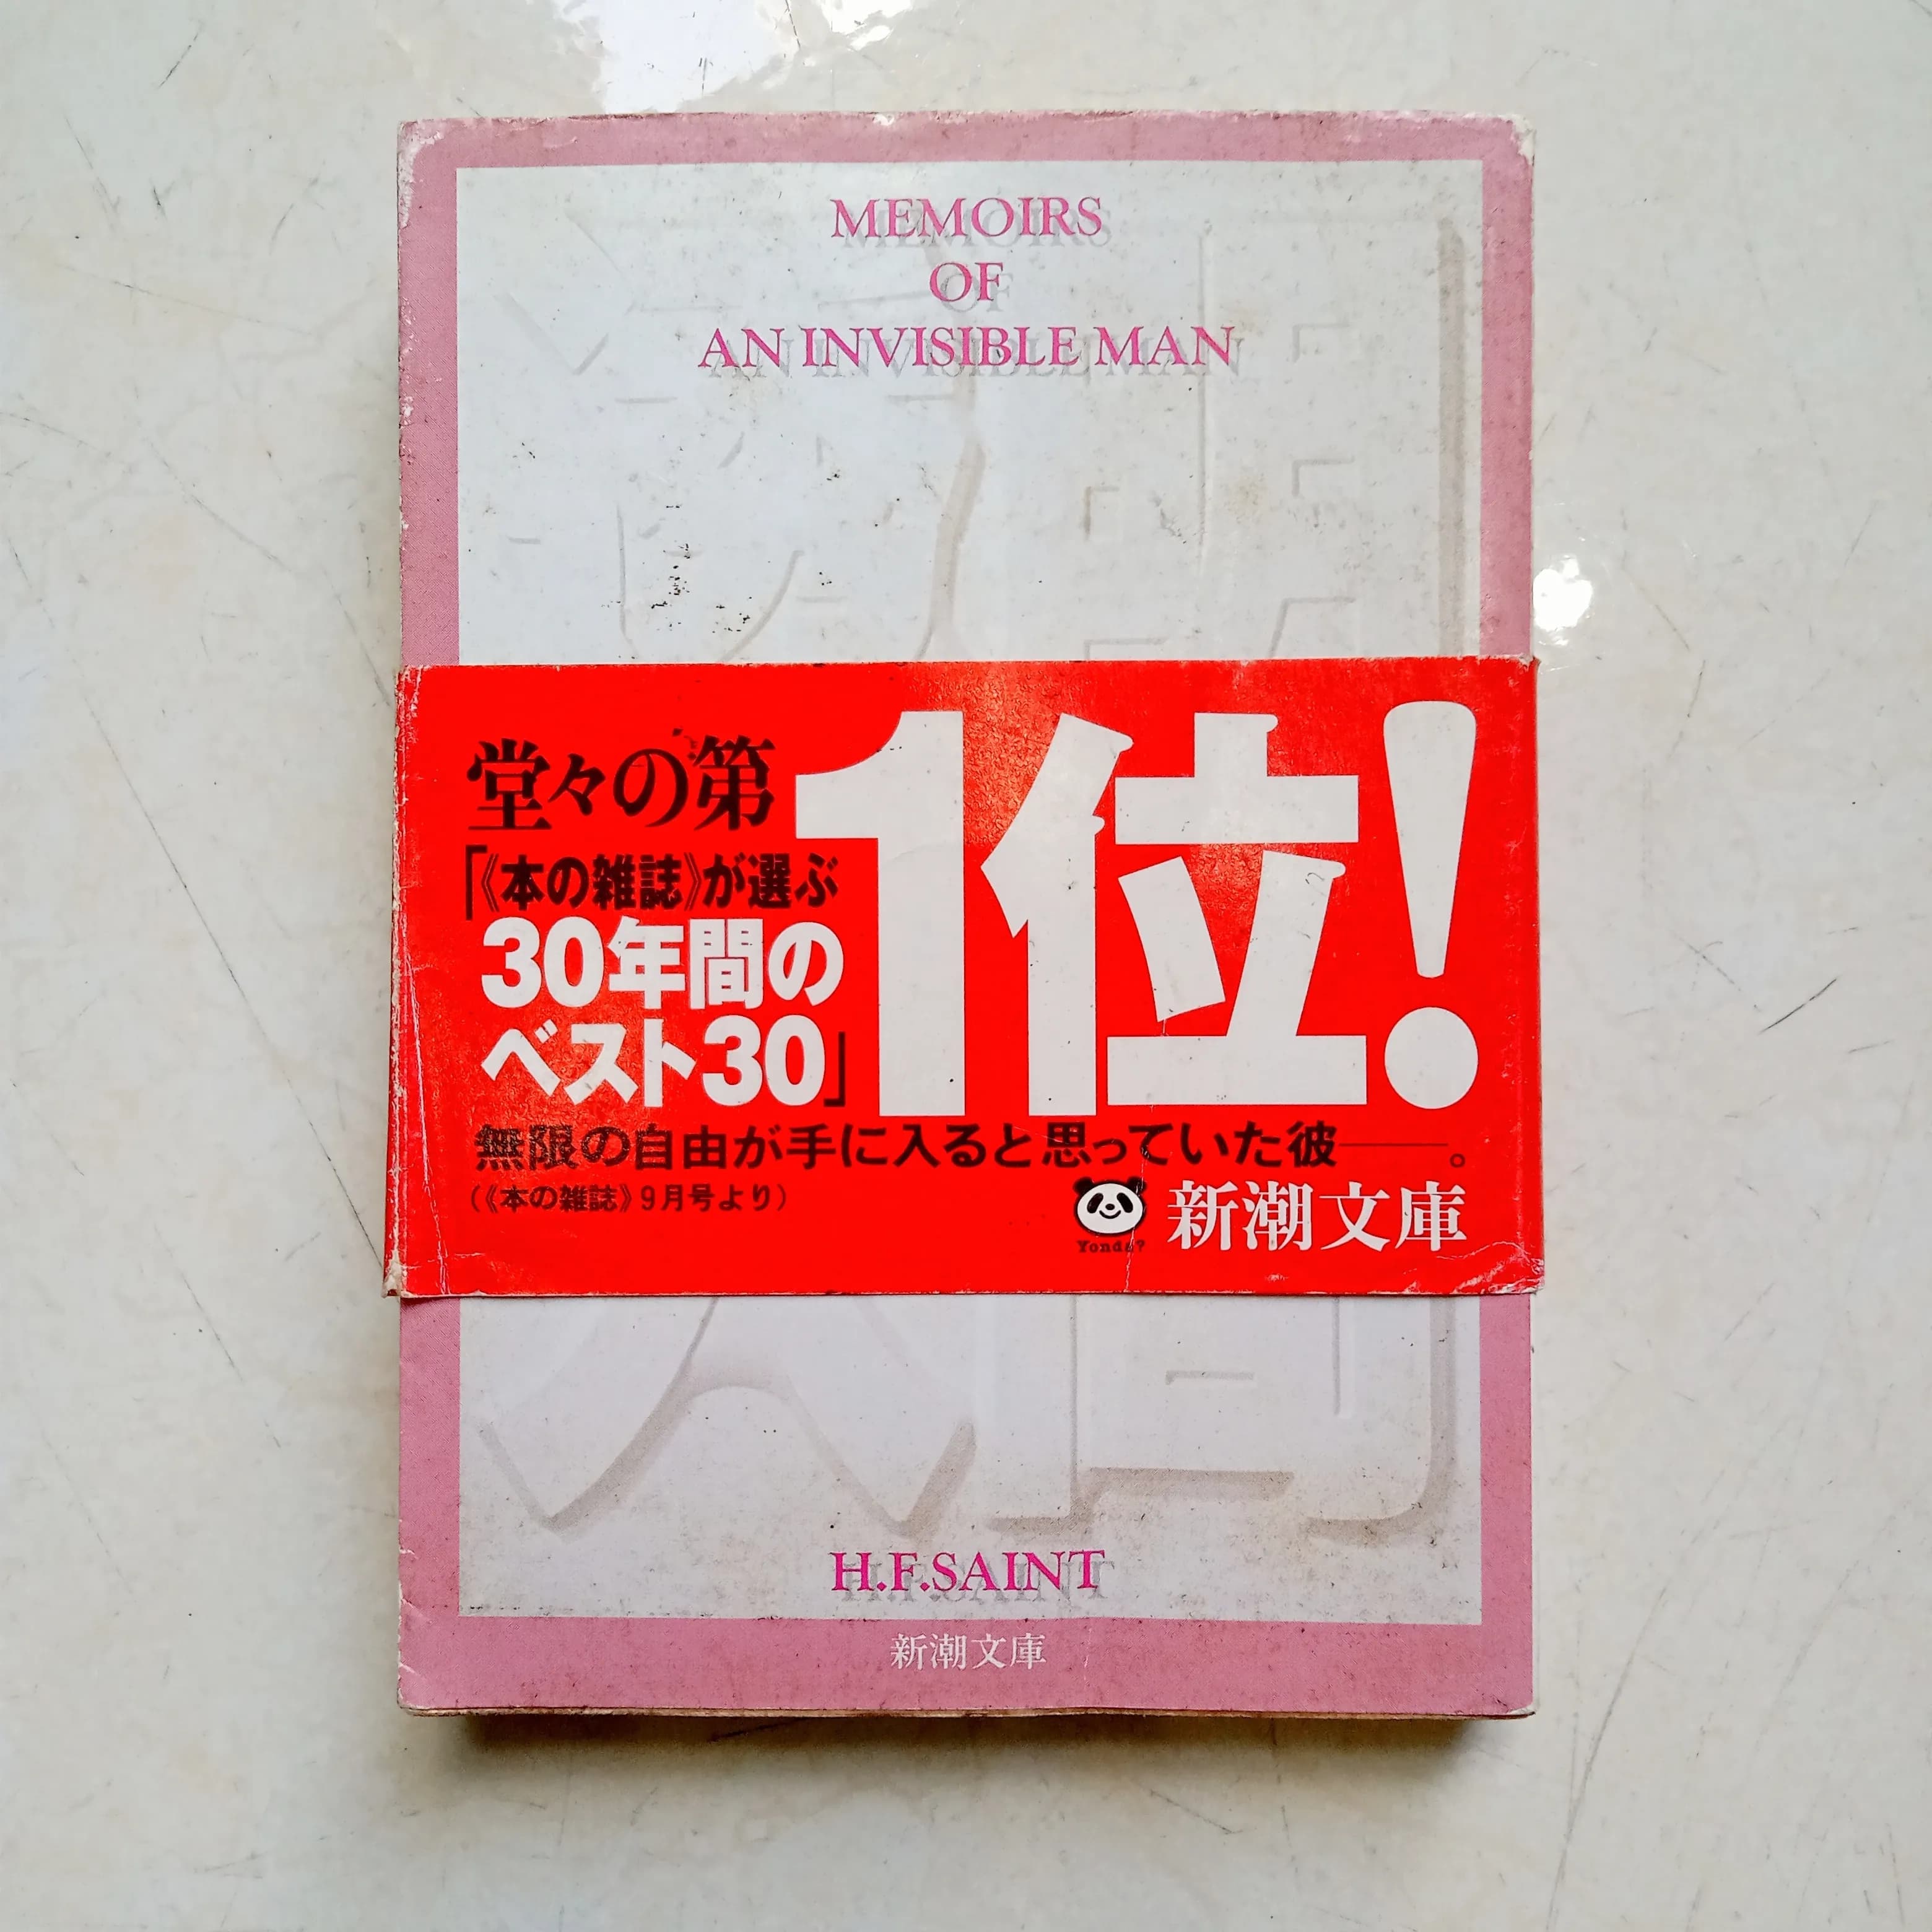 MEMOIRS
OF
AN INVISIBLE MAN
堂々の第1位!
「《本の雑誌》が選ぶ
30年間の
ベスト30」
無限の自由が手に入ると思っていた彼――。
(《本の雑誌》9月号より)
Yonda?
新潮文庫
H.F.SAINT
新潮文庫